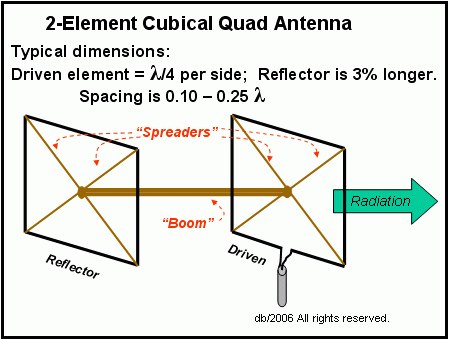 2-Element Cubical Quad Antenna
Typical dimensions:
Driven element = λ/4 per side;  Reflector is 3% longer.
Spacing is 0.10 – 0.25 λ
“Spreaders”
Radiation
“Boom”
Reflector
Driven
db/2006 All rights reserved.